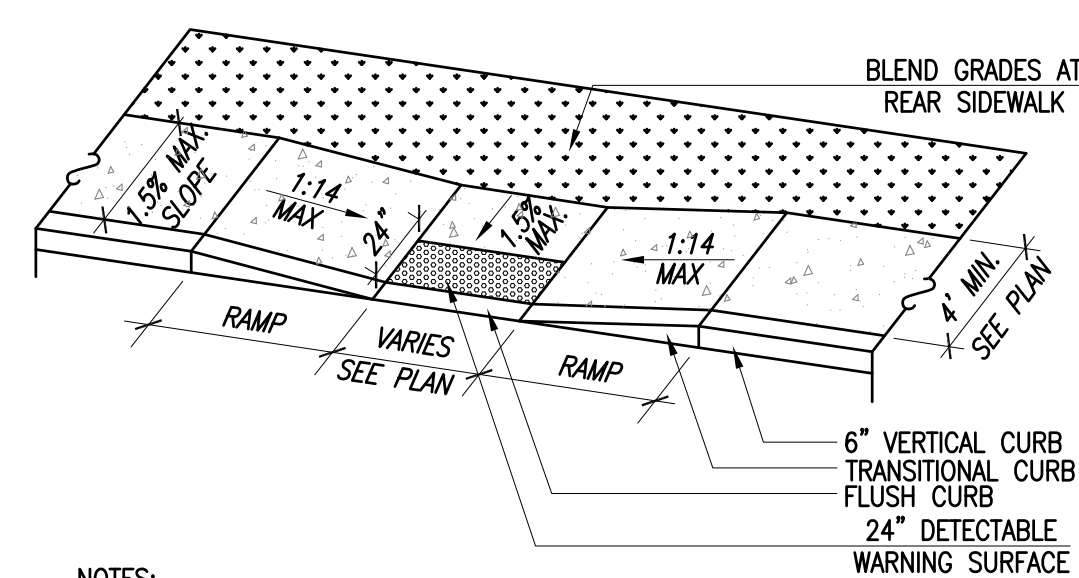 BLEND GRADES AT
REAR SIDEWALK
1.5% MAX.
SLOPE
1:14
MAX
24"
1.5%
MAX.
1:14
MAX
4' MIN.
SEE PLAN
RAMP
VARIES
SEE PLAN
RAMP
6" VERTICAL CURB
TRANSITIONAL CURB
FLUSH CURB
24" DETECTABLE
WARNING SURFACE
NOTES: